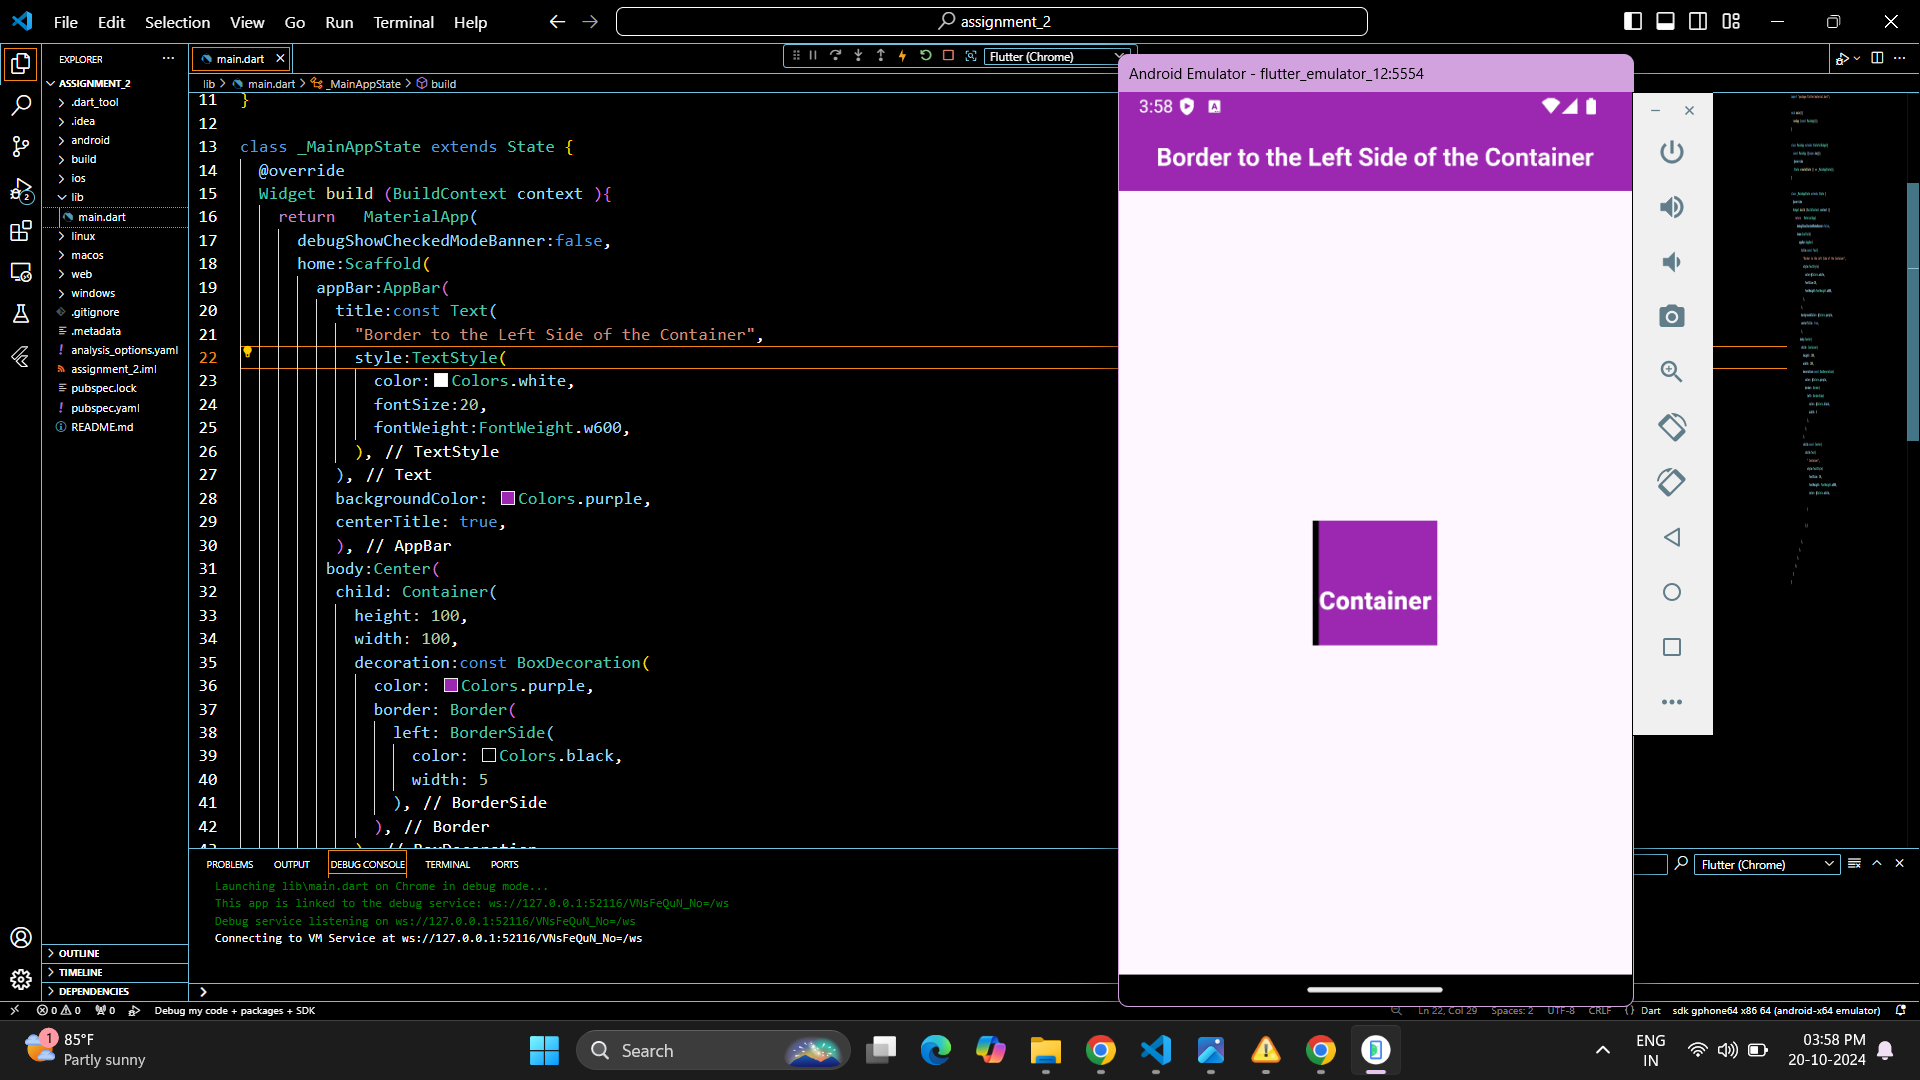 File Edit Selection View Go Run Terminal Help
assignment_2
EXPLORER
main.dart
Flutter (Chrome)
ASSIGNMENT_2
.dart_tool
.idea
android
build
ios
lib
main.dart
linux
macos
web
windows
.gitignore
.metadata
analysis_options.yaml
assignment_2.iml
pubspec.lock
pubspec.yaml
README.md
OUTLINE
TIMELINE
DEPENDENCIES
2
lib > main.dart > _MainAppState > build
11 }
12
13 class _MainAppState extends State {
14 @override
15 Widget build (BuildContext context ){
16 return MaterialApp(
17 debugShowCheckedModeBanner:false,
18 home:Scaffold(
19 appBar:AppBar(
20 title:const Text(
21 "Border to the Left Side of the Container",
22 style:TextStyle(
23 color: Colors.white,
24 fontSize:20,
25 fontWeight:FontWeight.w600,
26 ), // TextStyle
27 ), // Text
28 backgroundColor: Colors.purple,
29 centerTitle: true,
30 ), // AppBar
31 body:Center(
32 child: Container(
33 height: 100,
34 width: 100,
35 decoration:const BoxDecoration(
36 color: Colors.purple,
37 border: Border(
38 left: BorderSide(
39 color: Colors.black,
40 width: 5
41 ), // BorderSide
42 ), // Border
Android Emulator - flutter_emulator_12:5554
3:58
A
Border to the Left Side of the Container
Container
PROBLEMS OUTPUT DEBUG CONSOLE TERMINAL PORTS
Flutter (Chrome)
Launching lib\main.dart on Chrome in debug mode...
This app is linked to the debug service: ws://127.0.0.1:52116/VNsFeQuN_No=/ws
Debug service listening on ws://127.0.0.1:52116/VNsFeQuN_No=/ws
Connecting to VM Service at ws://127.0.0.1:52116/VNsFeQuN_No=/ws
0 0 0 Debug my code + packages + SDK
Ln 22, Col 29 Spaces: 2 UTF-8 CRLF {} Dart sdk gphone64 x86 64 (android-x64 emulator)
1
85°F
Partly sunny
Search
ENG
IN
03:58 PM
20-10-2024